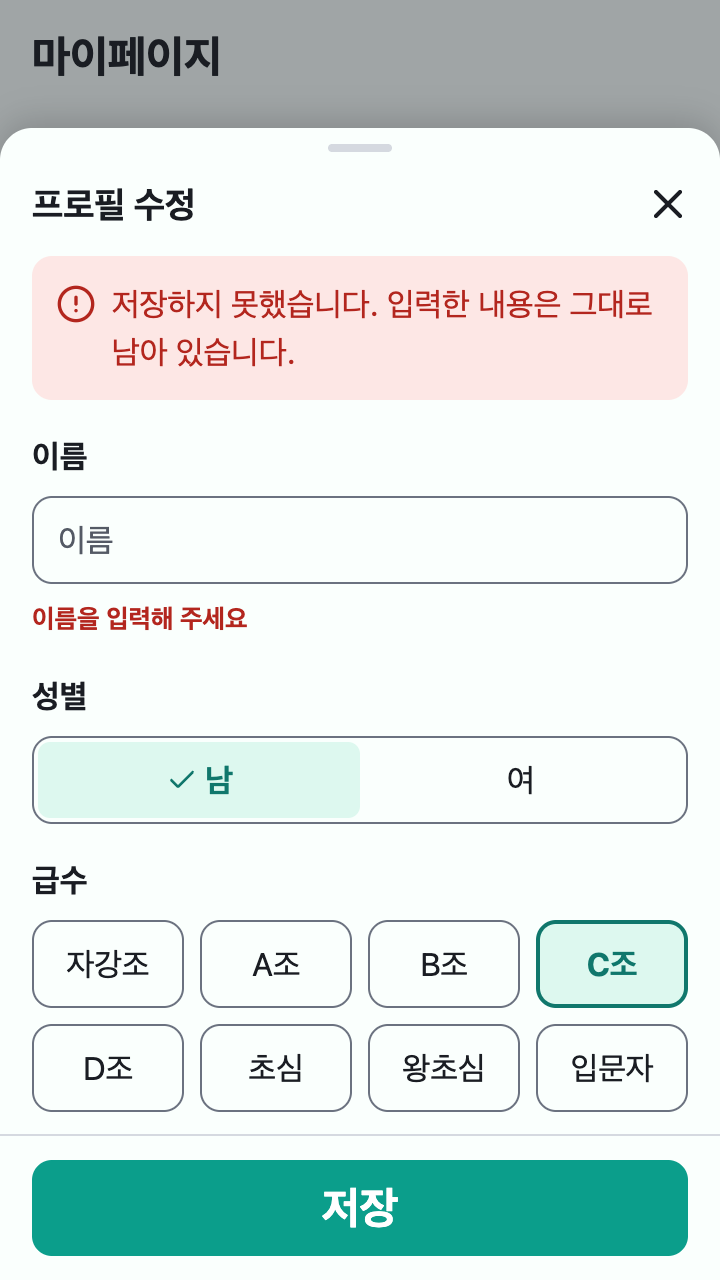 마이페이지
프로필 수정
저장하지 못했습니다. 입력한 내용은 그대로
남아 있습니다.
이름
이름
이름을 입력해 주세요
성별
남 여
급수
자강조 A조 B조 C조
D조 초심 왕초심 입문자
저장